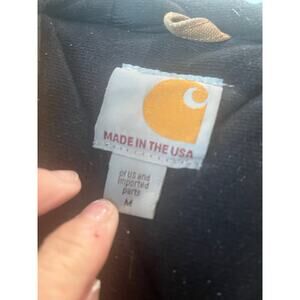 MADE IN THE USA
of US and
imported
parts
M